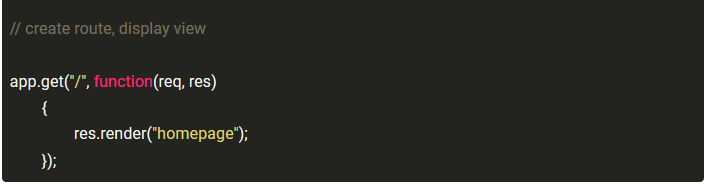 // create route, display view
app.get("/", function(req, res)
{
res.render("homepage");
});